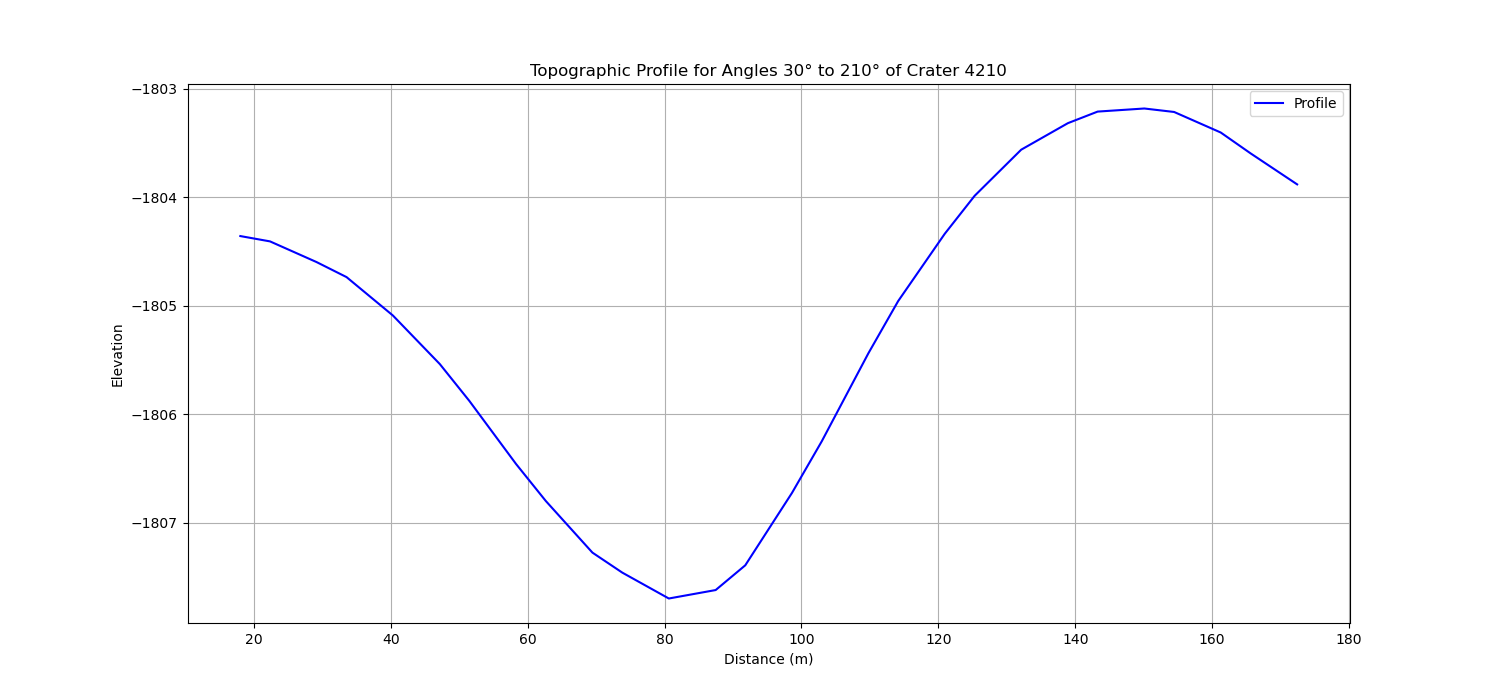 Topographic Profile for Angles 30° to 210° of Crater 4210
Profile
−1803
−1804
−1805
−1806
−1807
Elevation
20 40 60 80 100 120 140 160 180
Distance (m)